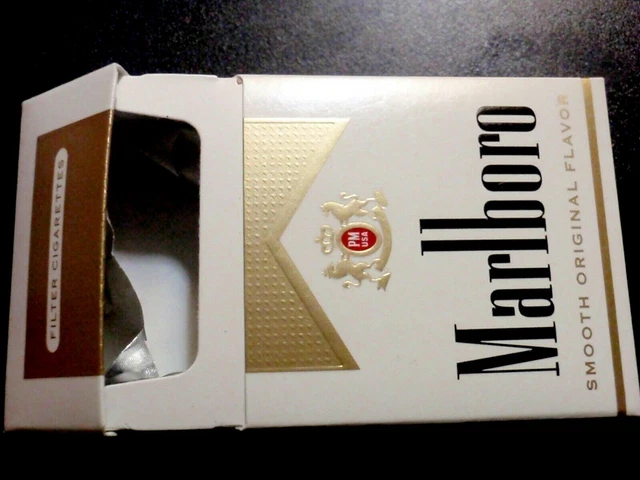 FILTER CIGARETTES
PM
USA
Marlboro
SMOOTH ORIGINAL FLAVOR